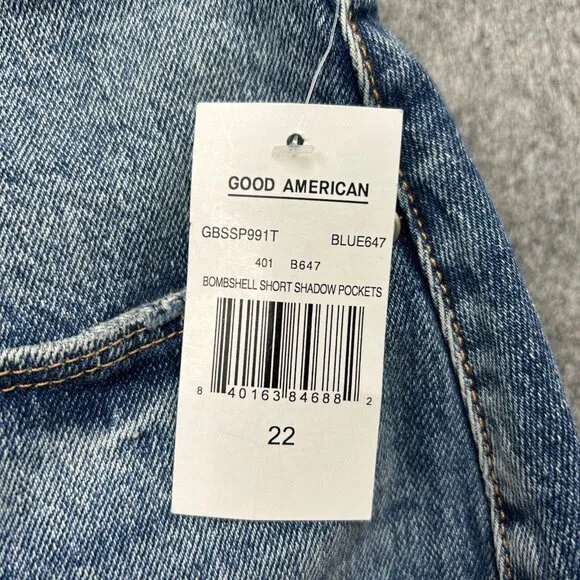 GOOD AMERICAN
GBSSP991T BLUE647
401 B647
BOMBSHELL SHORT SHADOW POCKETS
8 40163 84688 2
22